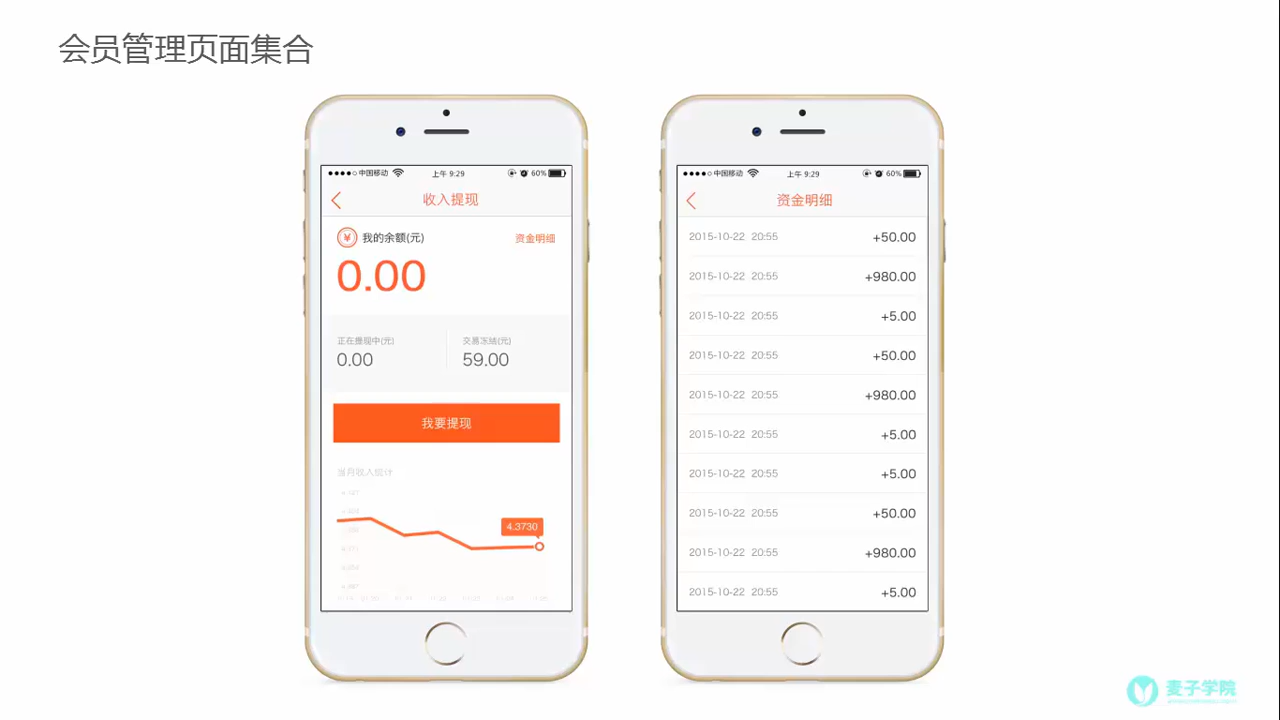 会员管理页面集合
中国移动 上午 9:29 60%
收入提现
¥ 我的余额(元) 资金明细
0.00
正在提现中(元) 交易冻结(元)
0.00 59.00
我要提现
当月收入统计
4.3730
中国移动 上午 9:29 60%
资金明细
2015-10-22 20:55 +50.00
2015-10-22 20:55 +980.00
2015-10-22 20:55 +5.00
2015-10-22 20:55 +50.00
2015-10-22 20:55 +980.00
2015-10-22 20:55 +5.00
2015-10-22 20:55 +5.00
2015-10-22 20:55 +50.00
2015-10-22 20:55 +980.00
2015-10-22 20:55 +5.00
麦子学院